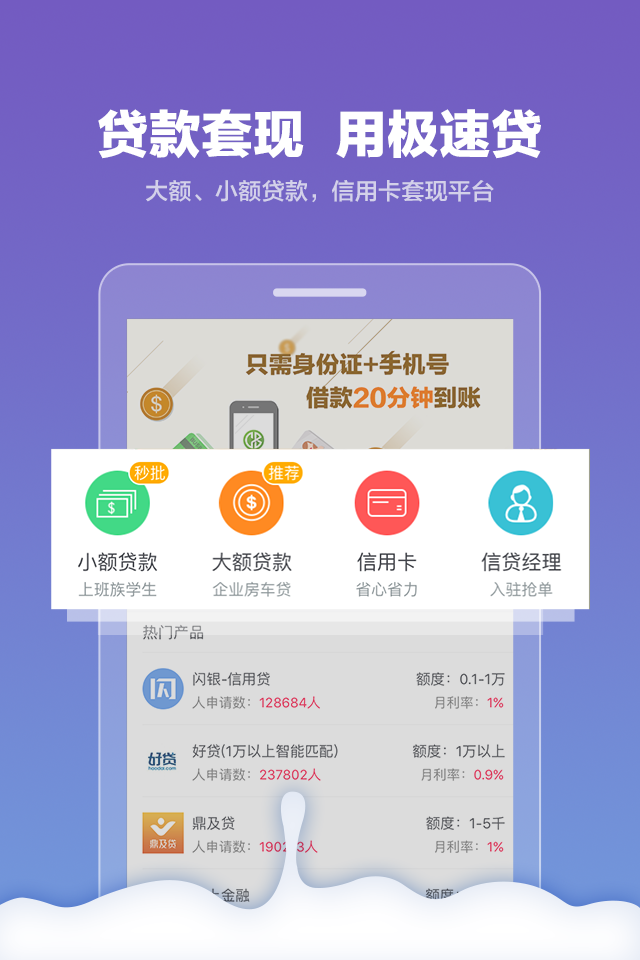 贷款套现 用极速贷
大额、小额贷款，信用卡套现平台
只需身份证+手机号
借款20分钟到账
秒批
推荐
小额贷款 大额贷款 信用卡 信贷经理
上班族学生 企业房车贷 省心省力 入驻抢单
热门产品
闪
闪银-信用贷 额度：0.1-1万
人申请数：128684人 月利率：1%
好贷
haodai.com
好贷(1万以上智能匹配) 额度：1万以上
人申请数：237802人 月利率：0.9%
鼎及贷
鼎及贷 额度：1-5千
人申请数：190 3人 月利率：1%
金融 额度